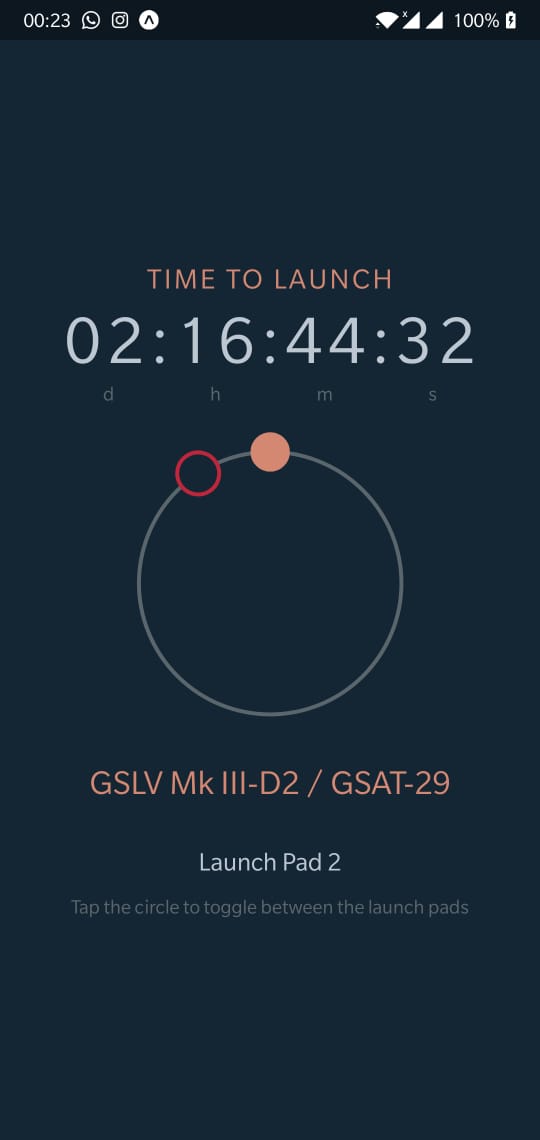 00:23
100%
TIME TO LAUNCH
02:16:44:32
d h m s
GSLV Mk III-D2 / GSAT-29
Launch Pad 2
Tap the circle to toggle between the launch pads